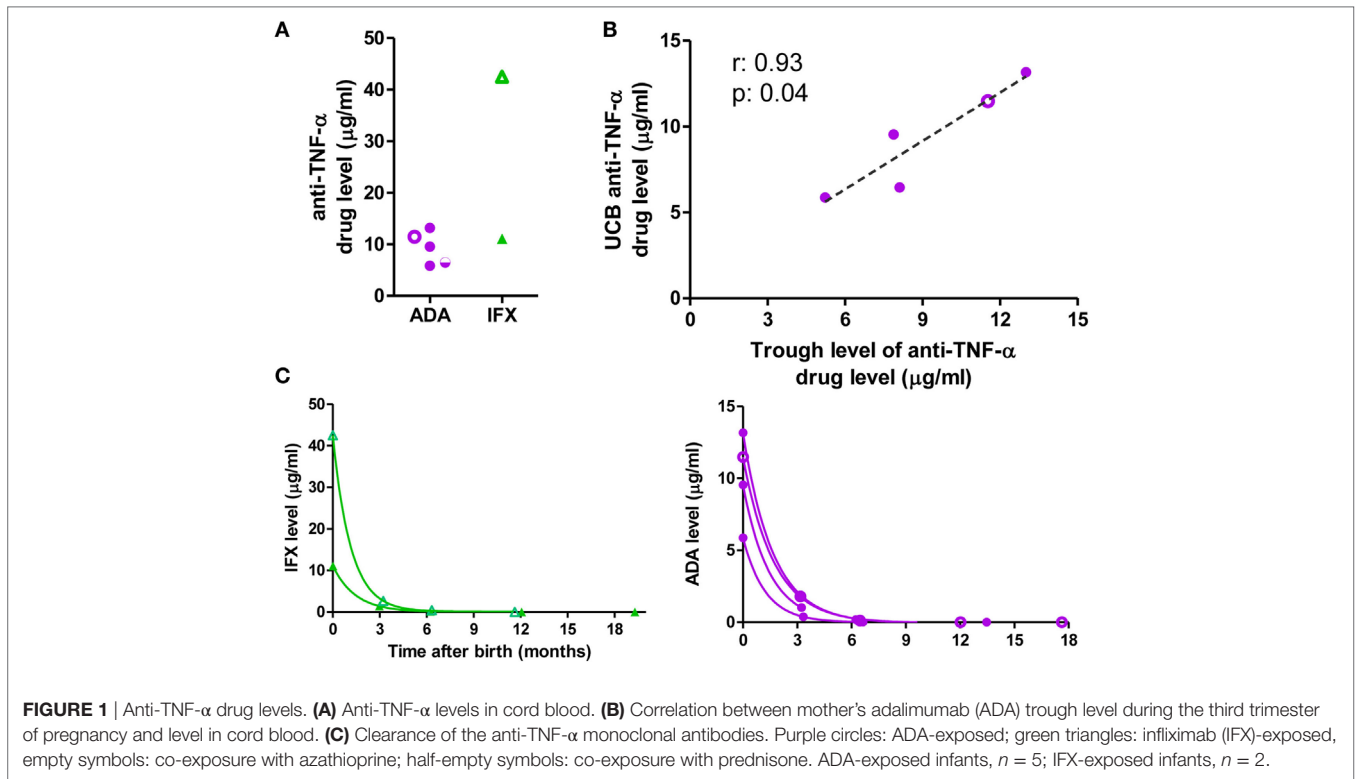 A
anti-TNF-α
drug level (μg/ml)
50
40
30
20
10
0
ADA IFX
B
UCB anti-TNF-α
drug level (μg/ml)
15
10
5
0
r: 0.93
p: 0.04
0 3 6 9 12 15
Trough level of anti-TNF-α
drug level (μg/ml)
C
IFX level (μg/ml)
50
40
30
20
10
0
0 3 6 9 12 15 18
Time after birth (months)
ADA level (μg/ml)
15
10
5
0
0 3 6 9 12 15 18
FIGURE 1 | Anti-TNF-α drug levels. (A) Anti-TNF-α levels in cord blood. (B) Correlation between mother's adalimumab (ADA) trough level during the third trimester
of pregnancy and level in cord blood. (C) Clearance of the anti-TNF-α monoclonal antibodies. Purple circles: ADA-exposed; green triangles: infliximab (IFX)-exposed,
empty symbols: co-exposure with azathioprine; half-empty symbols: co-exposure with prednisone. ADA-exposed infants, n = 5; IFX-exposed infants, n = 2.